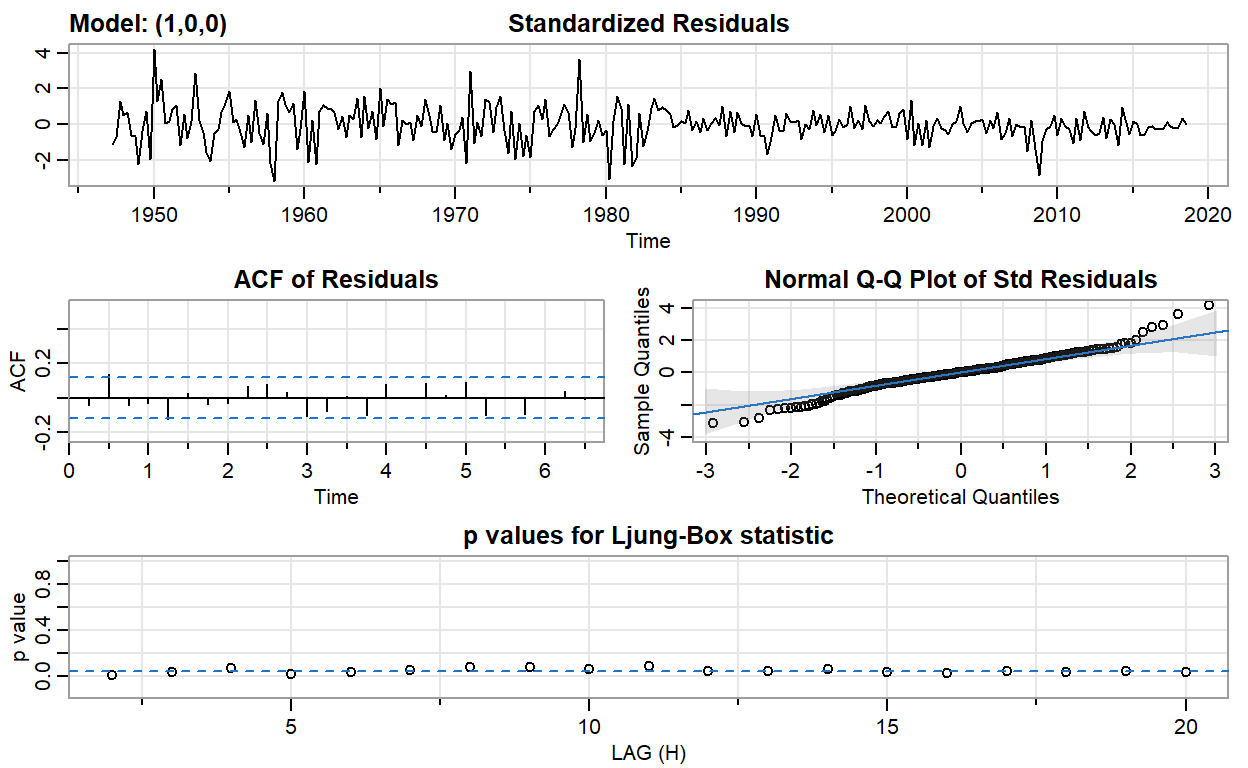 Model: (1,0,0) Standardized Residuals
4
2
0
-2
1950 1960 1970 1980 1990 2000 2010 2020
Time
ACF of Residuals
ACF
0.2
-0.2
0 1 2 3 4 5 6
Time
Normal Q-Q Plot of Std Residuals
Sample Quantiles
4
2
0
-4
-3 -2 -1 0 1 2 3
Theoretical Quantiles
p values for Ljung-Box statistic
p value
0.8
0.4
0.0
5 10 15 20
LAG (H)